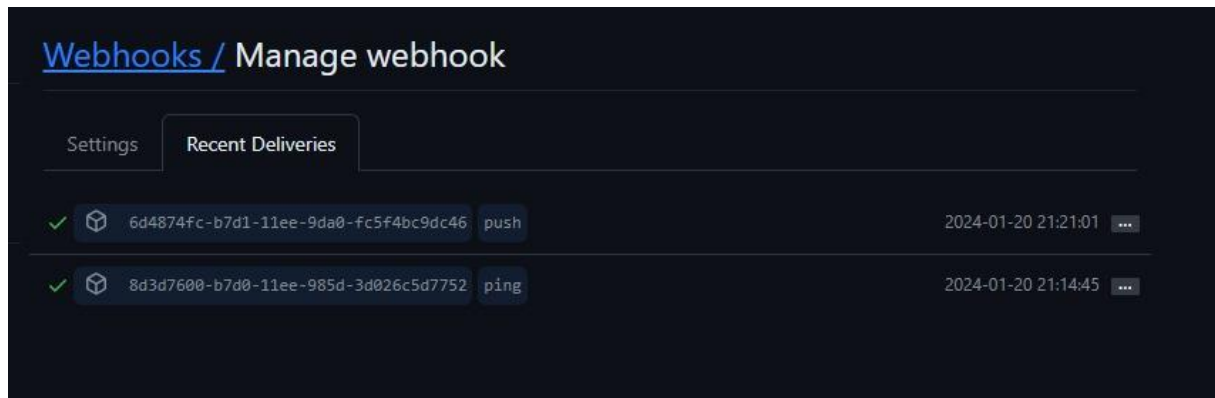 Webhooks / Manage webhook
Settings Recent Deliveries
6d4874fc-b7d1-11ee-9da0-fc5f4bc9dc46 push 2024-01-20 21:21:01 ...
8d3d7600-b7d0-11ee-985d-3d026c5d7752 ping 2024-01-20 21:14:45 ...